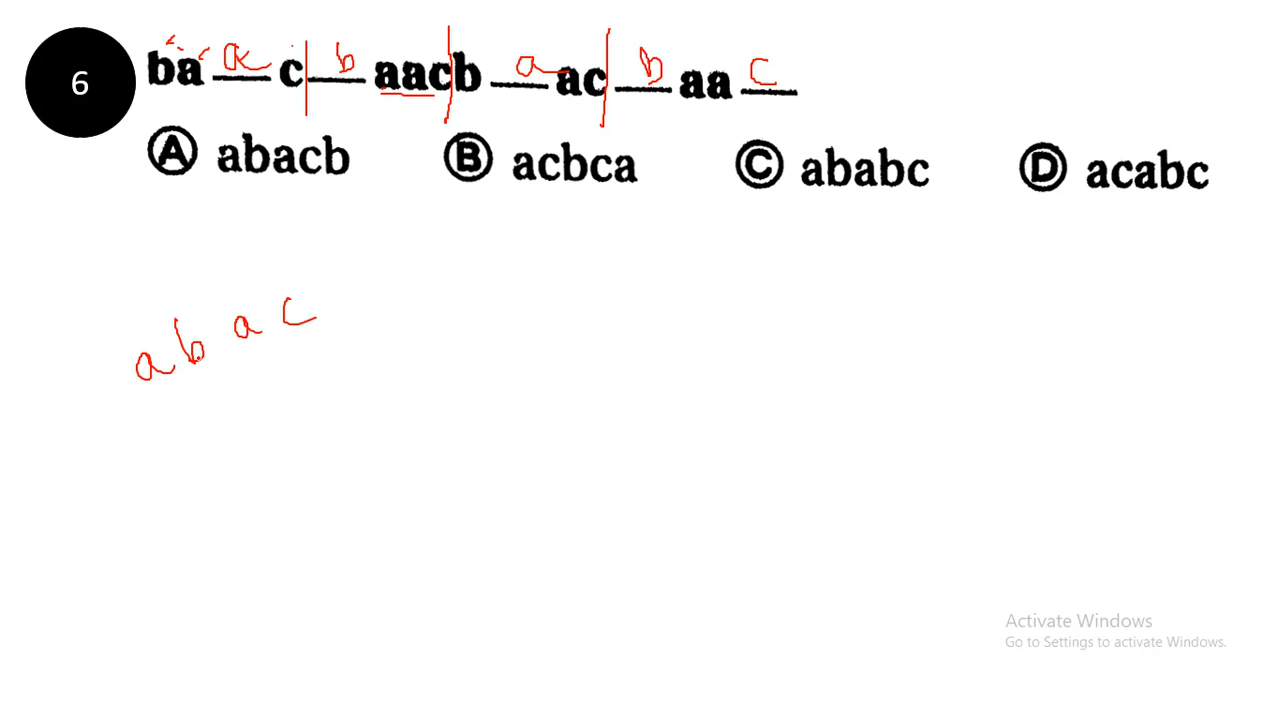 6 ba a c b aacb a ac b aa c
A abacb B acbca C ababc D acabc
abac
Activate Windows
Go to Settings to activate Windows.